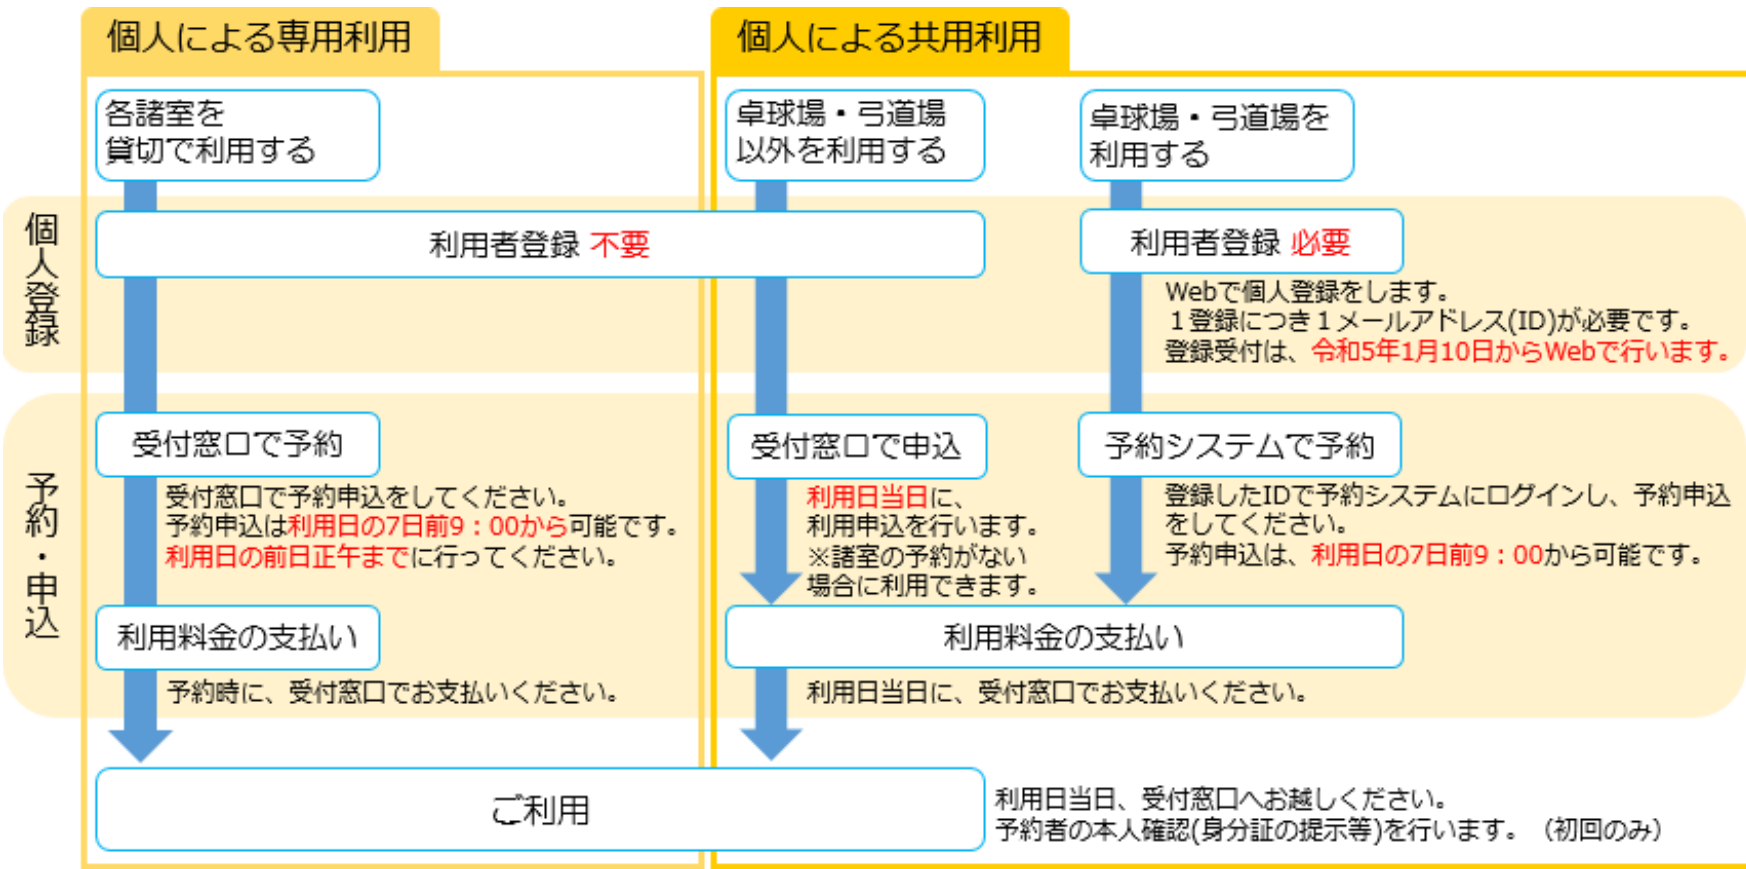 個人による専用利用
個人による共用利用
各諸室を
貸切で利用する
卓球場・弓道場
以外を利用する
卓球場・弓道場を
利用する
個人登録
利用者登録 不要
利用者登録 必要
Webで個人登録をします。
１登録につき１メールアドレス(ID)が必要です。
登録受付は、令和5年1月10日からWebで行います。
予約・申込
受付窓口で予約
受付窓口で予約申込をしてください。
予約申込は利用日の7日前9：00から可能です。
利用日の前日正午までに行ってください。
受付窓口で申込
利用日当日に、
利用申込を行います。
※諸室の予約がない
場合に利用できます。
予約システムで予約
登録したIDで予約システムにログインし、予約申込
をしてください。
予約申込は、利用日の7日前9：00から可能です。
利用料金の支払い
予約時に、受付窓口でお支払いください。
利用料金の支払い
利用日当日に、受付窓口でお支払いください。
ご利用
利用日当日、受付窓口へお越しください。
予約者の本人確認(身分証の提示等)を行います。（初回のみ）